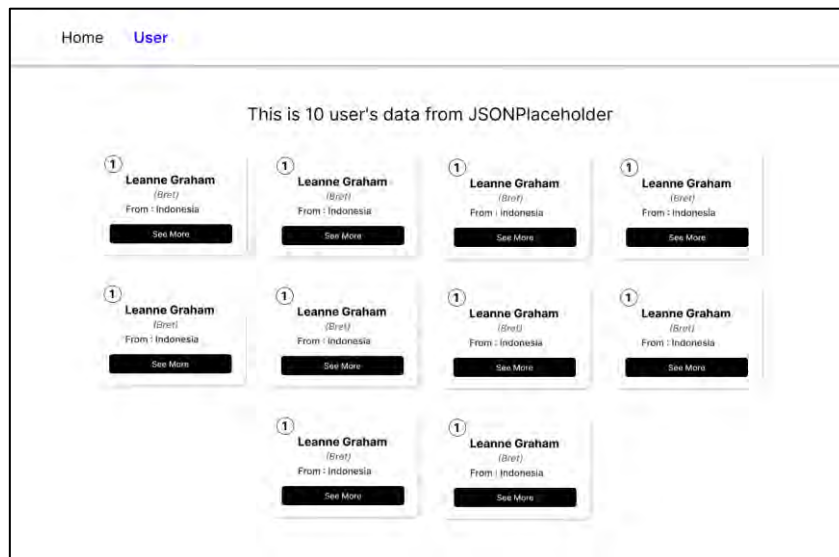 Home User
This is 10 user's data from JSONPlaceholder
1 1 1 1
Leanne Graham Leanne Graham Leanne Graham Leanne Graham
(Bret) (Bret) (Bret) (Bret)
From : Indonesia From : Indonesia From : Indonesia From : Indonesia
See More See More See More See More
1 1 1 1
Leanne Graham Leanne Graham Leanne Graham Leanne Graham
(Bret) (Bret) (Bret) (Bret)
From : Indonesia From : Indonesia From : Indonesia From : Indonesia
See More See More See More See More
1 1
Leanne Graham Leanne Graham
(Bret) (Bret)
From : Indonesia From : Indonesia
See More See More